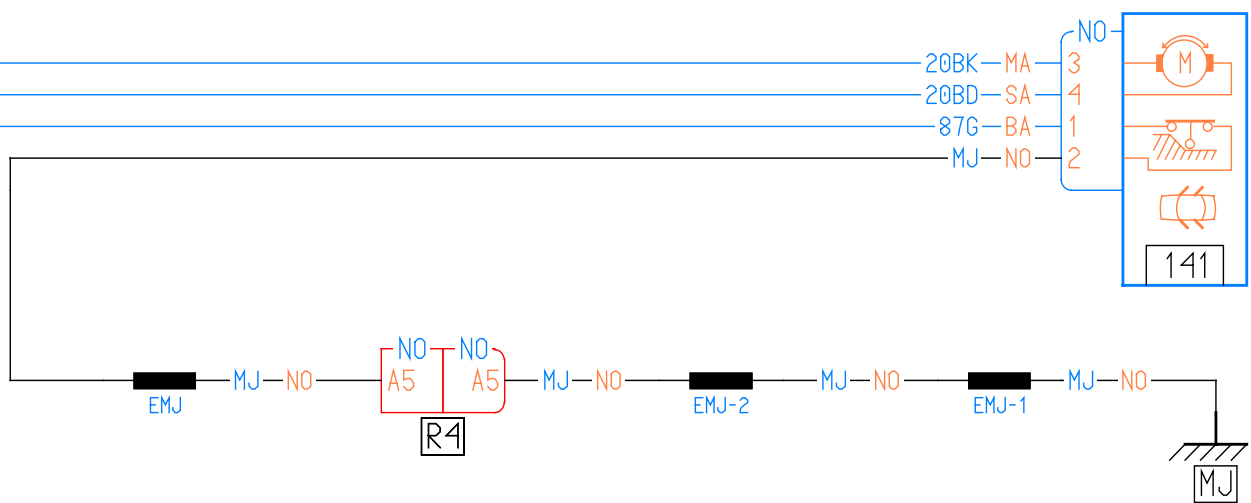 NO
20BK MA 3 M
20BD SA 4
87G BA 1
MJ NO 2
141
NO NO
MJ NO A5 A5 MJ NO MJ NO MJ NO
EMJ EMJ-2 EMJ-1
R4
MJ